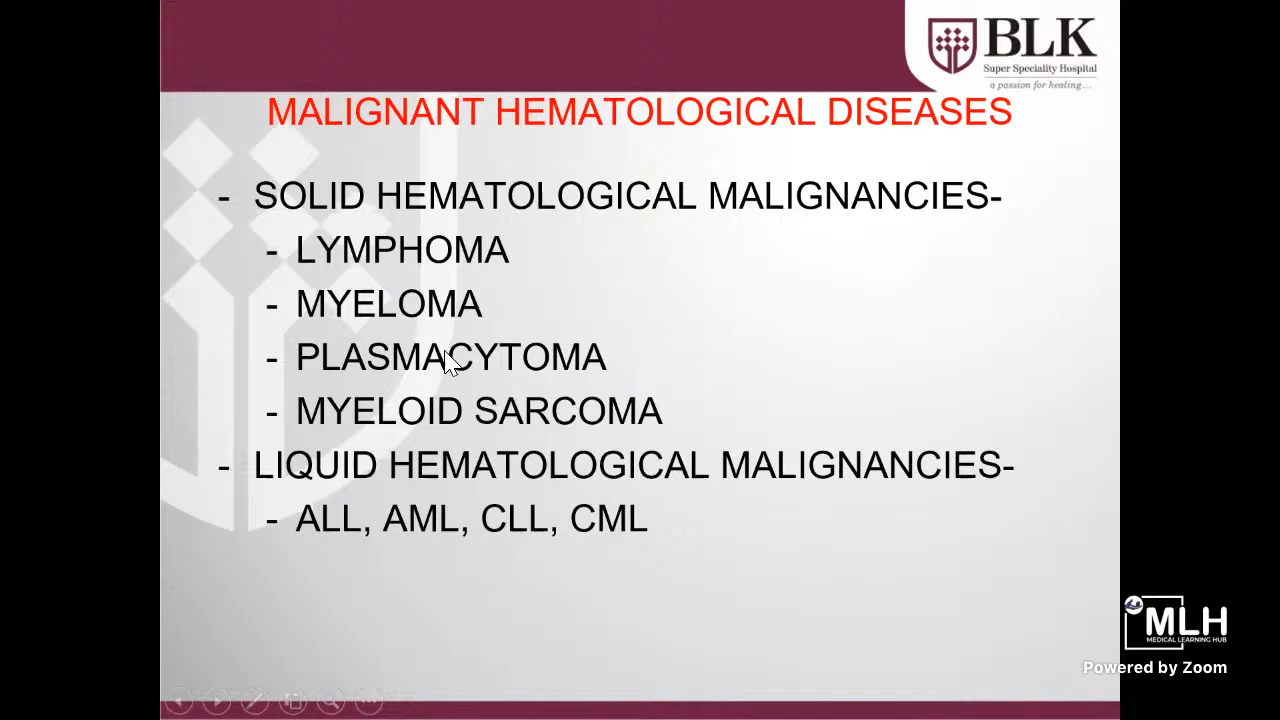 BLK
Super Speciality Hospital
a passion for healing...
MALIGNANT HEMATOLOGICAL DISEASES
- SOLID HEMATOLOGICAL MALIGNANCIES-
- LYMPHOMA
- MYELOMA
- PLASMACYTOMA
- MYELOID SARCOMA
- LIQUID HEMATOLOGICAL MALIGNANCIES-
- ALL, AML, CLL, CML
MLH
MEDICAL LEARNING HUB
Powered by Zoom